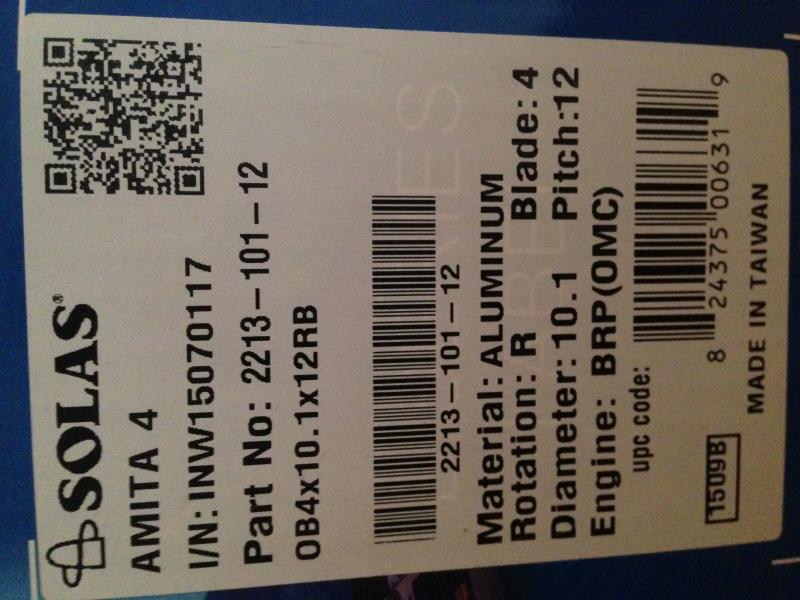 SOLAS®
AMITA 4
I/N: INW15070117
Part No: 2213-101-12
OB4x10.1x12RB
2213-101-12
Material: ALUMINUM
Rotation: R Blade: 4
Diameter: 10.1 Pitch:12
Engine: BRP(OMC)
upc code:
8 24375 00631 9
1509B
MADE IN TAIWAN